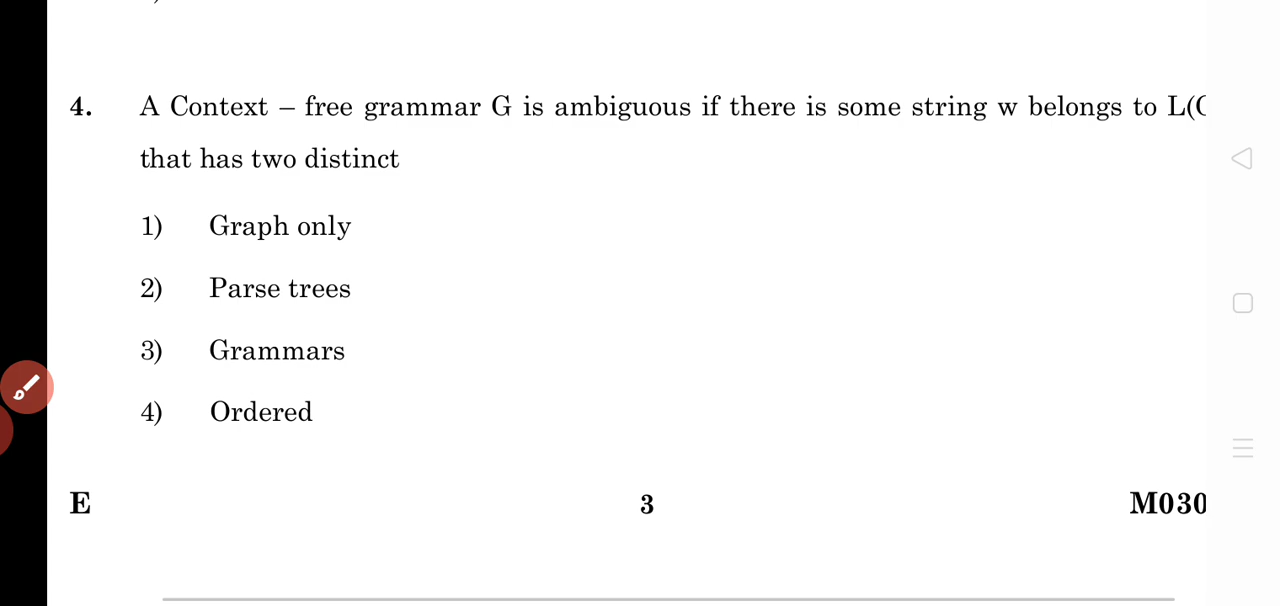 4. A Context – free grammar G is ambiguous if there is some string w belongs to
that has two distinct
1) Graph only
2) Parse trees
3) Grammars
4) Ordered
E 3 M030